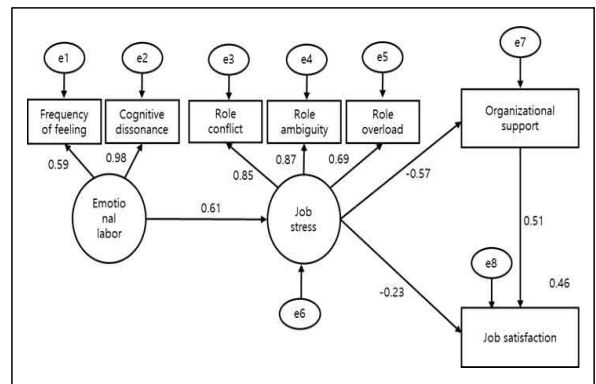 e1
e2
e3
e4
e5
e7
Frequency
of feeling
Cognitive
dissonance
Role
conflict
Role
ambiguity
Role
overload
Organizational
support
0.59
0.98
0.85
0.87
0.69
-0.57
Emotio
nal
labor
0.61
Job
stress
0.51
e8
0.46
-0.23
e6
Job satisfaction